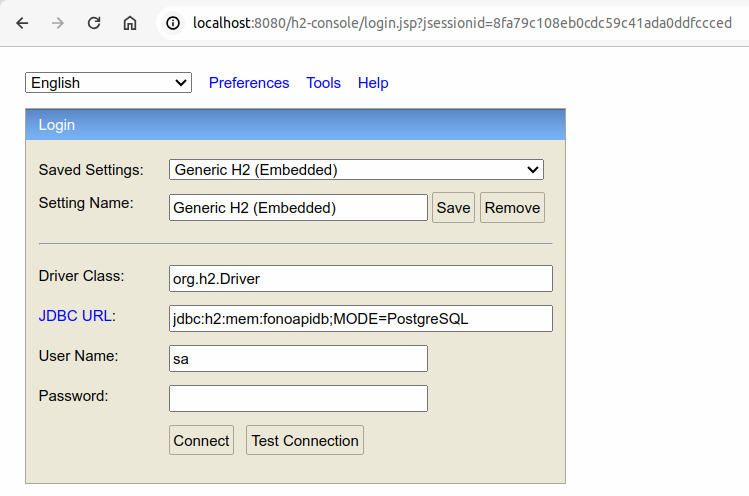 localhost:8080/h2-console/login.jsp?jsessionid=8fa79c108eb0cdc59c41ada0ddfccced
English Preferences Tools Help
Login
Saved Settings: Generic H2 (Embedded)
Setting Name: Generic H2 (Embedded) Save Remove
Driver Class: org.h2.Driver
JDBC URL: jdbc:h2:mem:fonoapidb;MODE=PostgreSQL
User Name: sa
Password:
Connect Test Connection